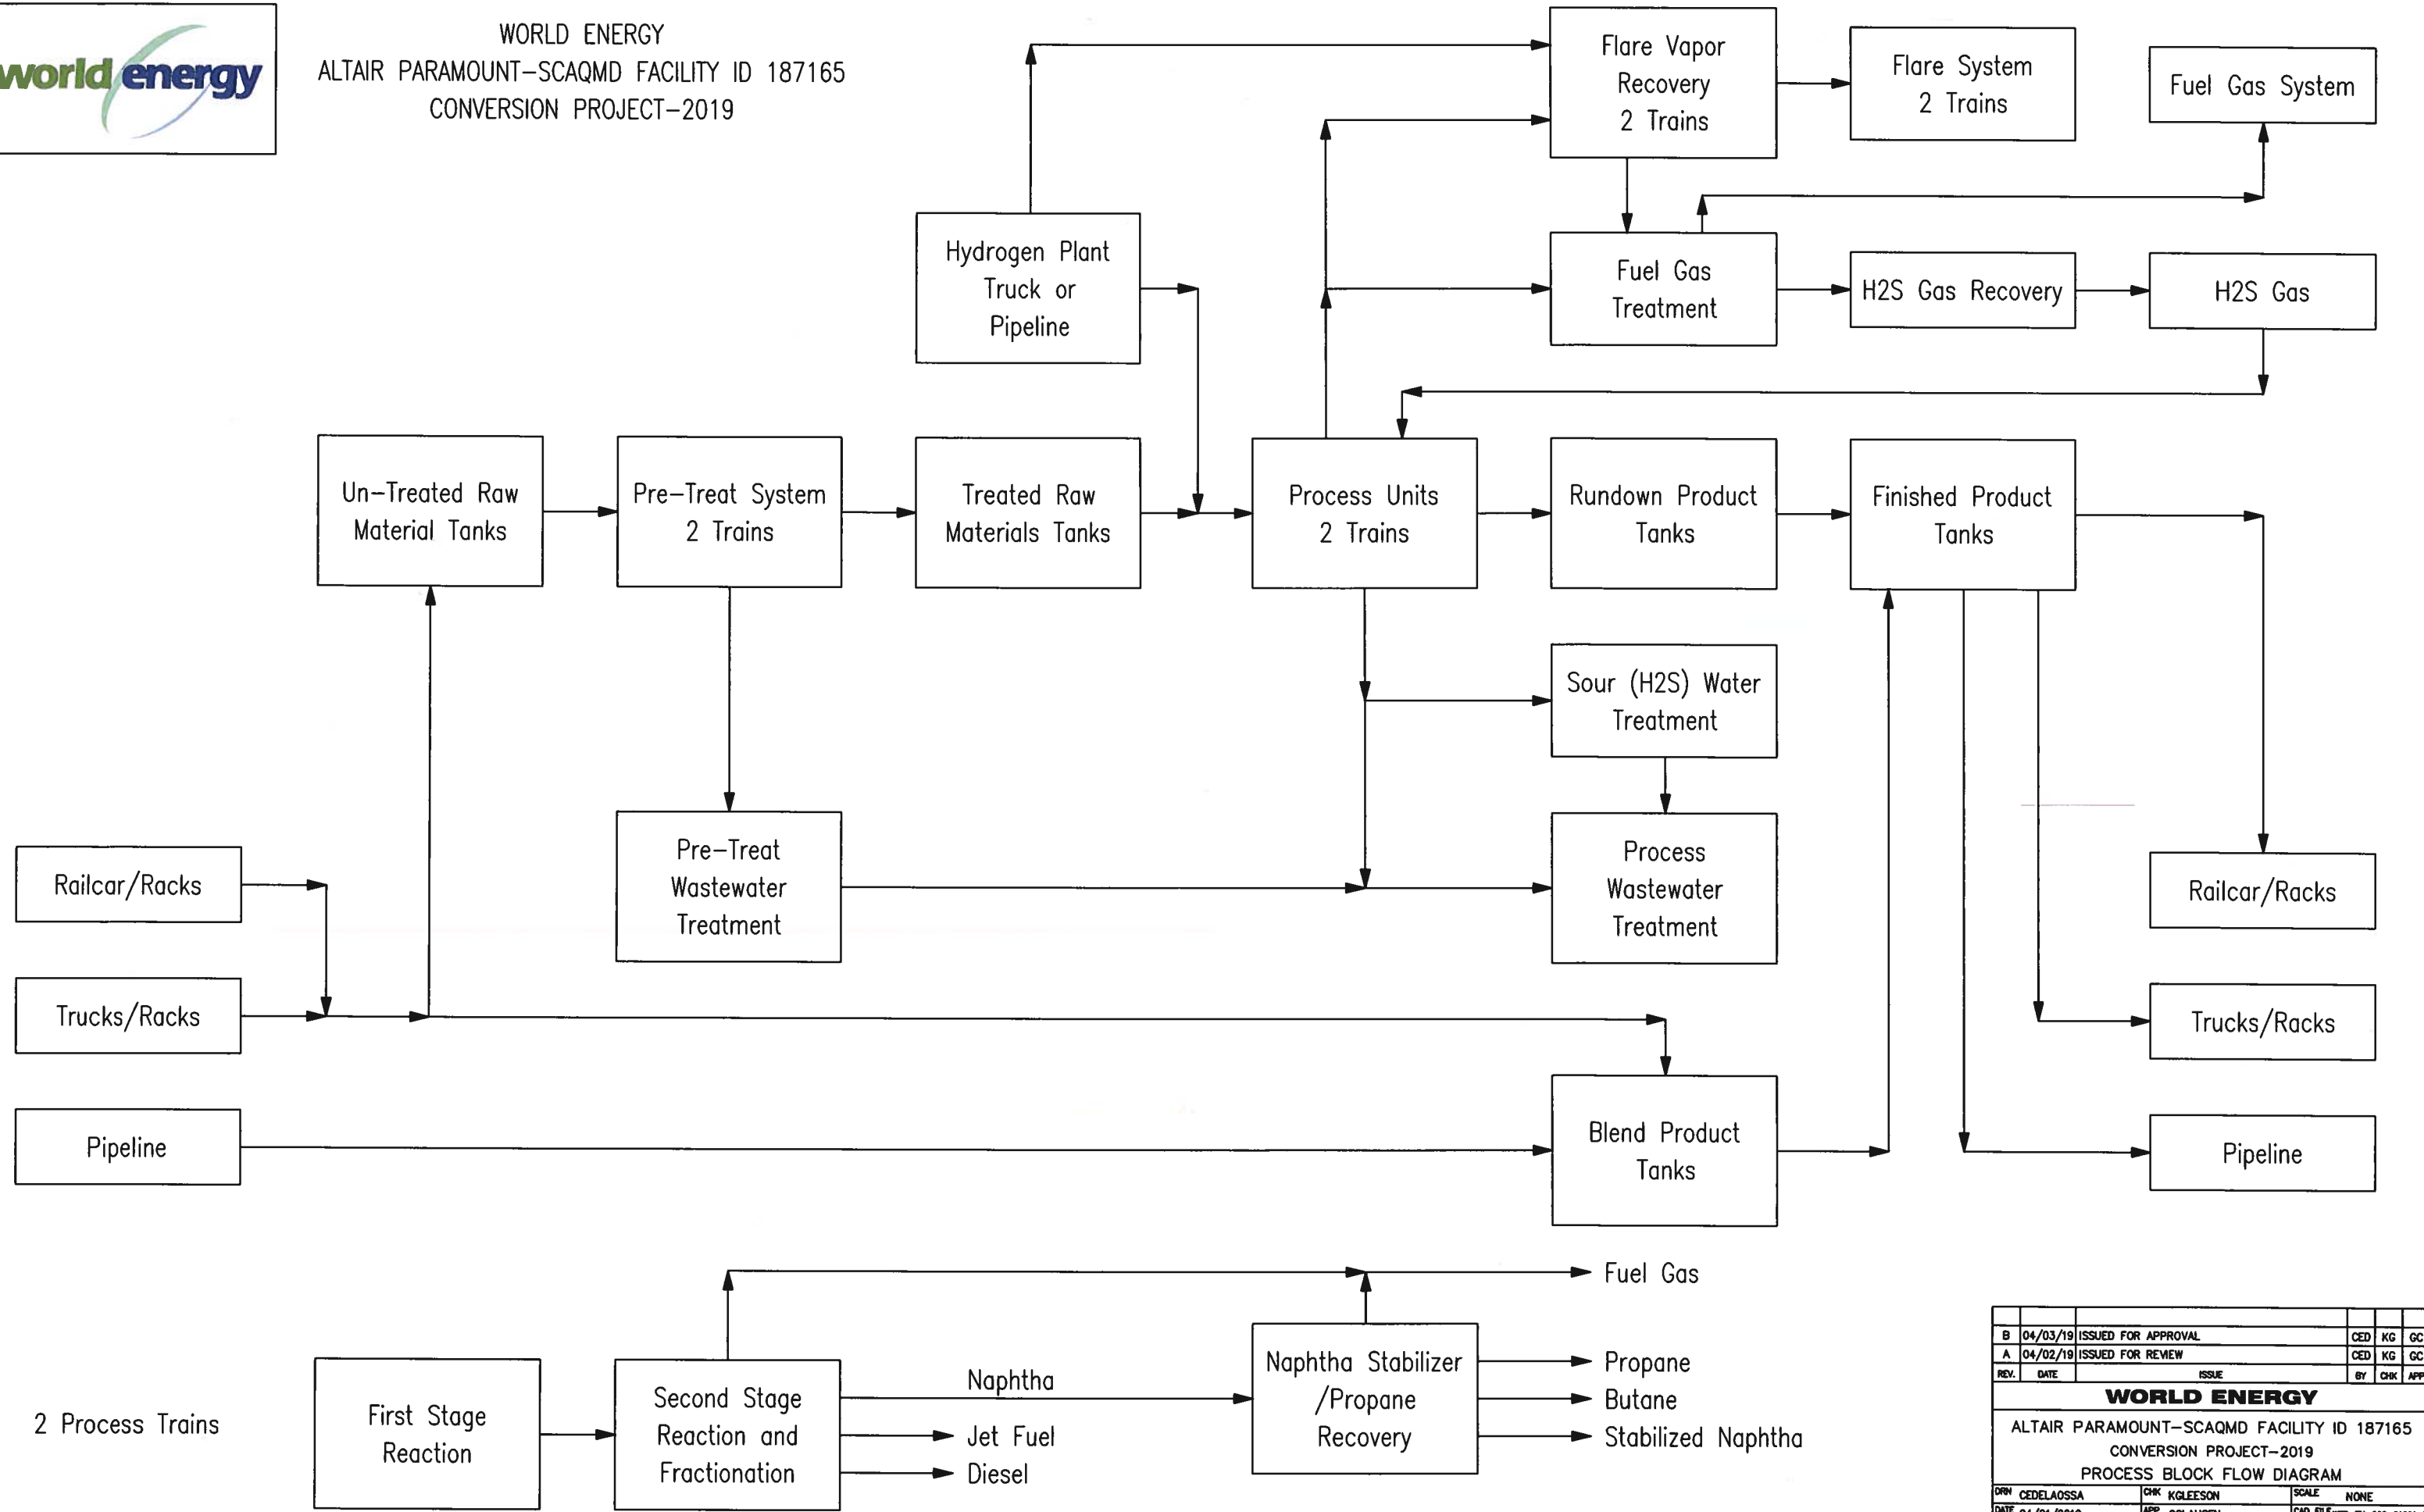 world energy
WORLD ENERGY
ALTAIR PARAMOUNT-SCAQMD FACILITY ID 187165
CONVERSION PROJECT-2019
Flare Vapor
Recovery
2 Trains
Flare System
2 Trains
Fuel Gas System
Hydrogen Plant
Truck or
Pipeline
Fuel Gas
Treatment
H2S Gas Recovery
H2S Gas
Un-Treated Raw
Material Tanks
Pre-Treat System
2 Trains
Treated Raw
Materials Tanks
Process Units
2 Trains
Rundown Product
Tanks
Finished Product
Tanks
Sour (H2S) Water
Treatment
Pre-Treat
Wastewater
Treatment
Process
Wastewater
Treatment
Railcar/Racks
Railcar/Racks
Trucks/Racks
Trucks/Racks
Pipeline
Blend Product
Tanks
Pipeline
2 Process Trains
First Stage
Reaction
Second Stage
Reaction and
Fractionation
Naphtha
Jet Fuel
Diesel
Naphtha Stabilizer
/Propane
Recovery
Fuel Gas
Propane
Butane
Stabilized Naphtha
B 04/03/19 ISSUED FOR APPROVAL CED KG GC
A 04/02/19 ISSUED FOR REVIEW CED KG GC
REV. DATE ISSUE BY CHK APP
WORLD ENERGY
ALTAIR PARAMOUNT-SCAQMD FACILITY ID 187165
CONVERSION PROJECT-2019
PROCESS BLOCK FLOW DIAGRAM
DRN CEDELAOSSA CHK KGLEESON SCALE NONE